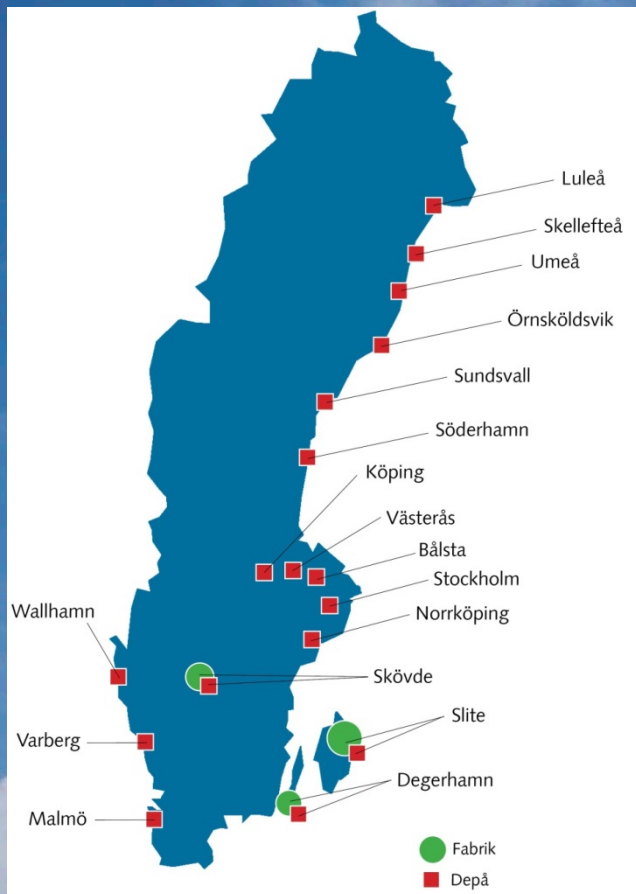 Luleå
Skellefteå
Umeå
Örnsköldsvik
Sundsvall
Söderhamn
Köping
Västerås
Bålsta
Stockholm
Wallhamn
Norrköping
Skövde
Slite
Varberg
Degerhamn
Malmö
Fabrik
Depå